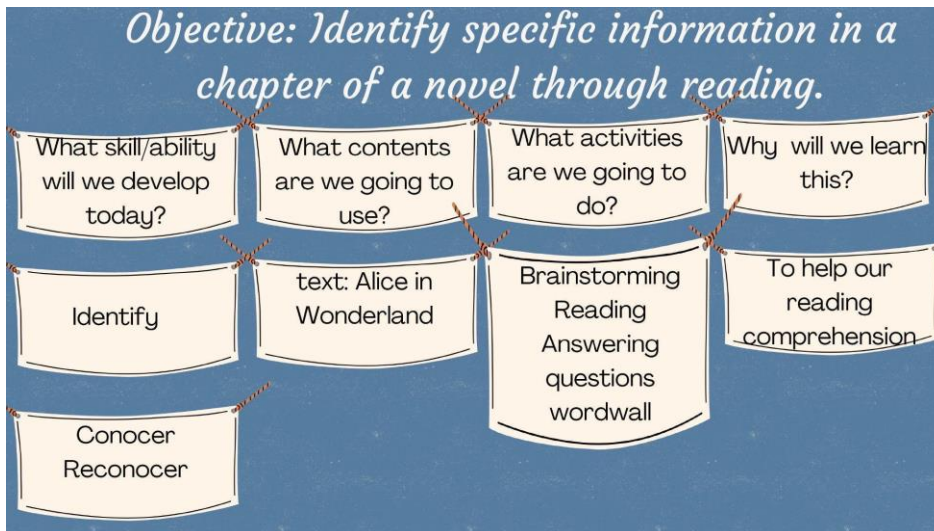 Objective: Identify specific information in a
chapter of a novel through reading.
What skill/ability
will we develop
today?
What contents
are we going to
use?
What activities
are we going to
do?
Why will we learn
this?
Identify
text: Alice in
Wonderland
Brainstorming
Reading
Answering
questions
wordwall
To help our
reading
comprehension
Conocer
Reconocer